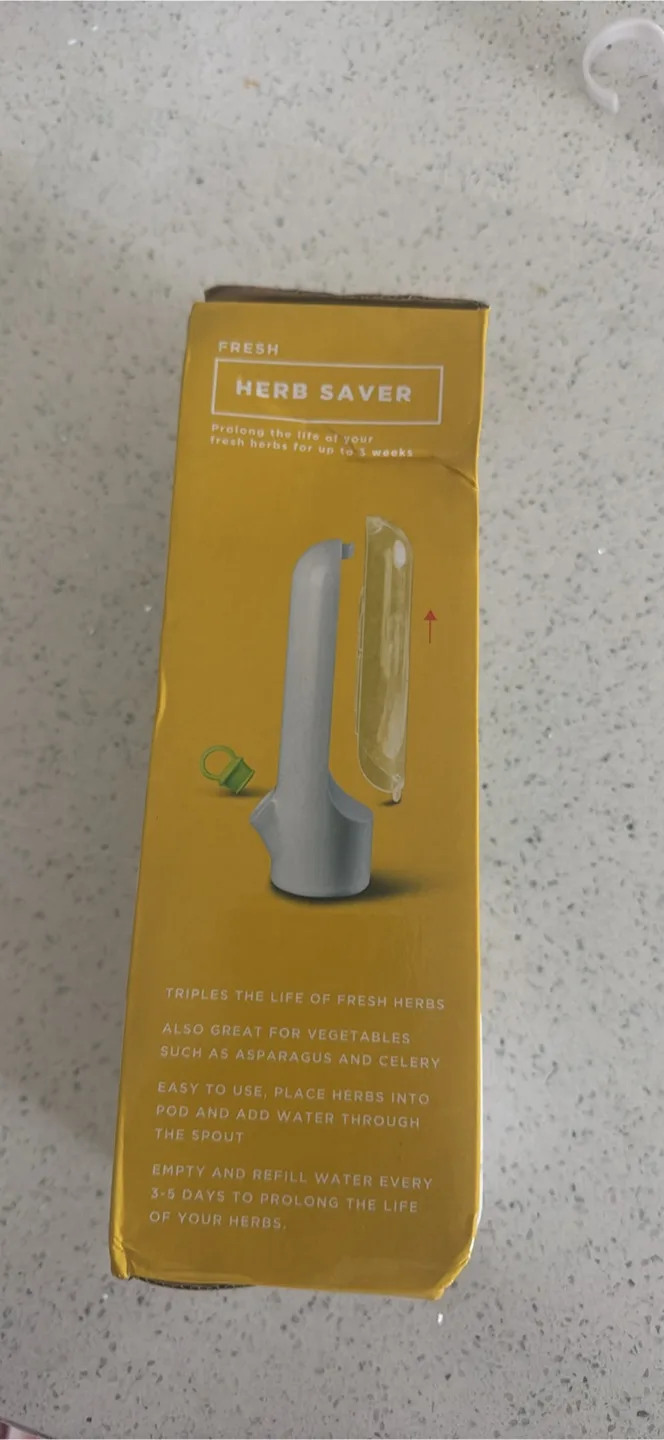 FRESH
HERB SAVER
Prolong the life of your
fresh herbs for up to 3 weeks
TRIPLES THE LIFE OF FRESH HERBS
ALSO GREAT FOR VEGETABLES
SUCH AS ASPARAGUS AND CELERY
EASY TO USE, PLACE HERBS INTO
POD AND ADD WATER THROUGH
THE SPOUT
EMPTY AND REFILL WATER EVERY
3-5 DAYS TO PROLONG THE LIFE
OF YOUR HERBS.